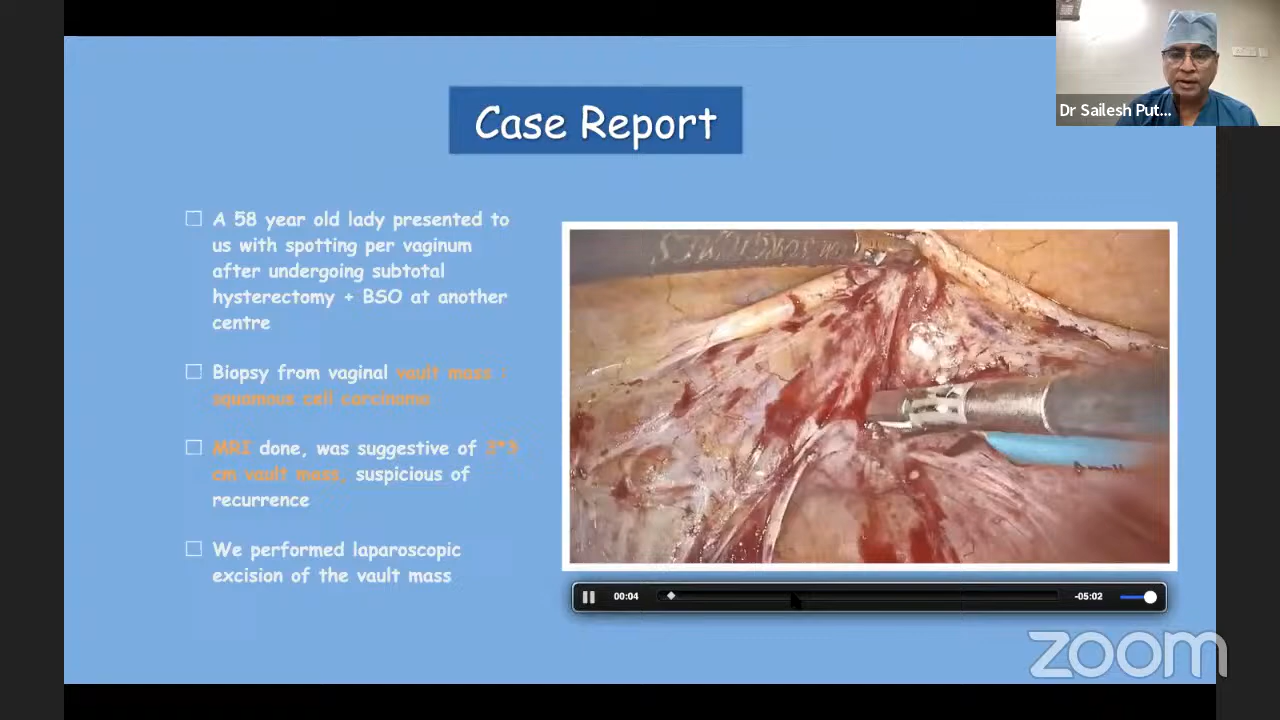 Dr Sailesh Put...
Case Report
☐ A 58 year old lady presented to
us with spotting per vaginum
after undergoing subtotal
hysterectomy + BSO at another
centre
☐ Biopsy from vaginal vault mass :
squamous cell carcinoma
☐ MRI done, was suggestive of
cm vault mass, suspicious of
recurrence
☐ We performed laparoscopic
excision of the vault mass
00:04
-05:02
zoom